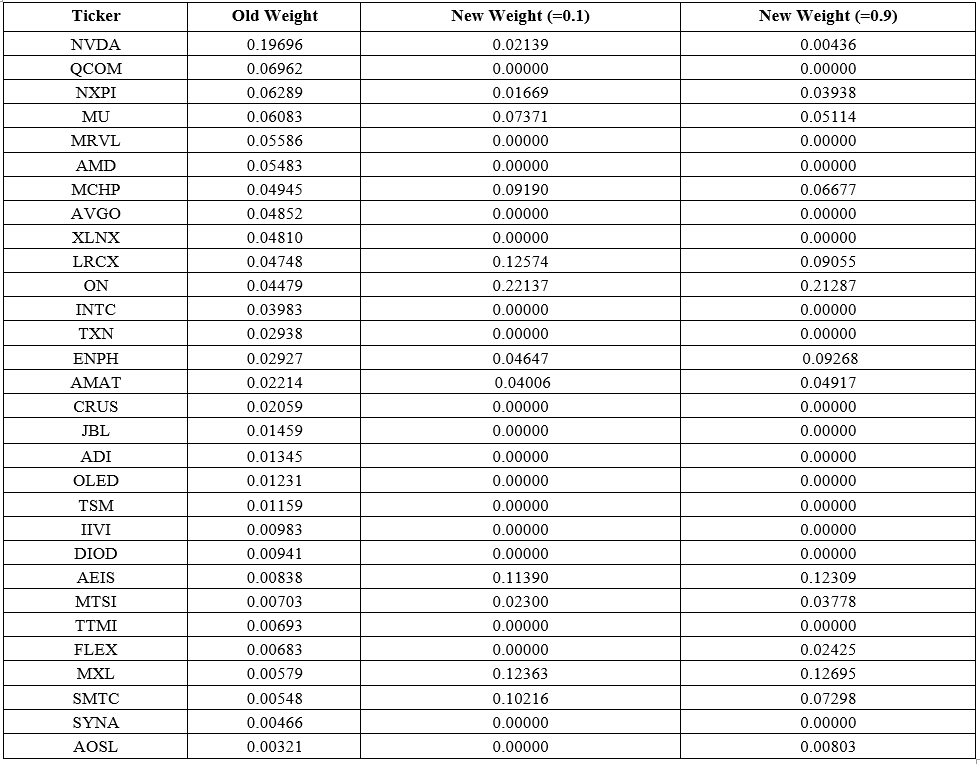 Ticker Old Weight New Weight (=0.1) New Weight (=0.9)
NVDA 0.19696 0.02139 0.00436
QCOM 0.06962 0.00000 0.00000
NXPI 0.06289 0.01669 0.03938
MU 0.06083 0.07371 0.05114
MRVL 0.05586 0.00000 0.00000
AMD 0.05483 0.00000 0.00000
MCHP 0.04945 0.09190 0.06677
AVGO 0.04852 0.00000 0.00000
XLNX 0.04810 0.00000 0.00000
LRCX 0.04748 0.12574 0.09055
ON 0.04479 0.22137 0.21287
INTC 0.03983 0.00000 0.00000
TXN 0.02938 0.00000 0.00000
ENPH 0.02927 0.04647 0.09268
AMAT 0.02214 0.04006 0.04917
CRUS 0.02059 0.00000 0.00000
JBL 0.01459 0.00000 0.00000
ADI 0.01345 0.00000 0.00000
OLED 0.01231 0.00000 0.00000
TSM 0.01159 0.00000 0.00000
IIVI 0.00983 0.00000 0.00000
DIOD 0.00941 0.00000 0.00000
AEIS 0.00838 0.11390 0.12309
MTSI 0.00703 0.02300 0.03778
TTMI 0.00693 0.00000 0.00000
FLEX 0.00683 0.00000 0.02425
MXL 0.00579 0.12363 0.12695
SMTC 0.00548 0.10216 0.07298
SYNA 0.00466 0.00000 0.00000
AOSL 0.00321 0.00000 0.00803